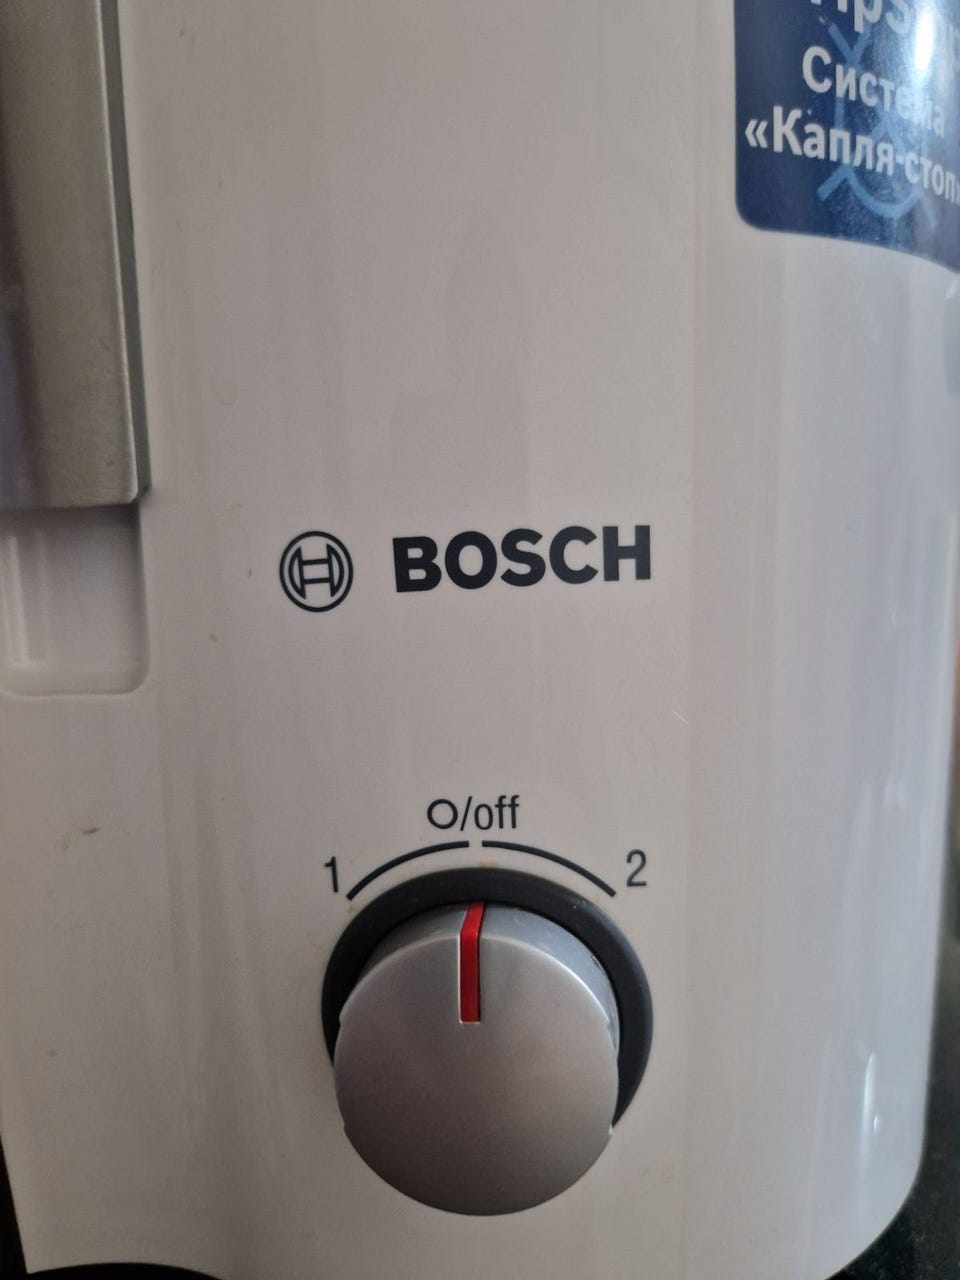 Система
«Капля-стоп»
BOSCH
O/off
1
2